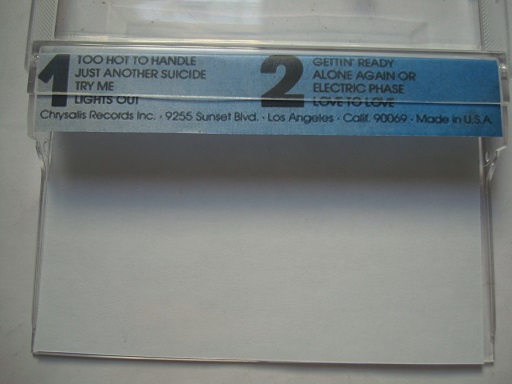 1
TOO HOT TO HANDLE
JUST ANOTHER SUICIDE
TRY ME
LIGHTS OUT
2
GETTIN' READY
ALONE AGAIN OR
ELECTRIC PHASE
LOVE TO LOVE
Chrysalis Records Inc. · 9255 Sunset Blvd. · Los Angeles · Calif. 90069 · Made in U.S.A.